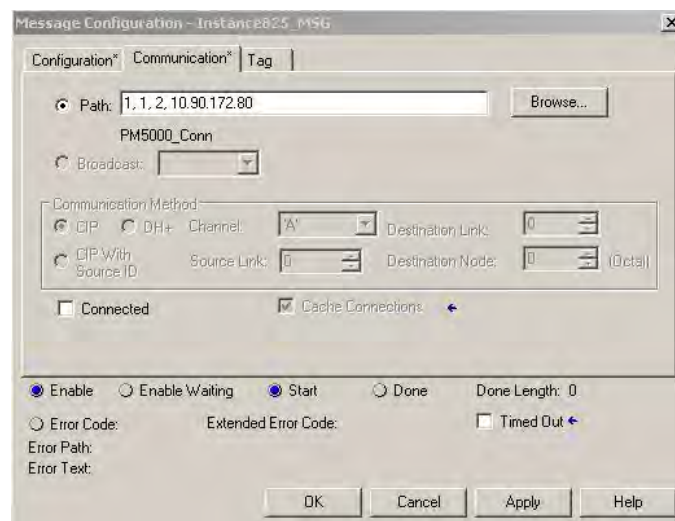 Message Configuration - Instance825_MSG
Configuration* Communication* Tag
Path: 1, 1, 2, 10.90.172.80 Browse...
PM5000_Conn
Broadcast:
Communication Method
CIP DH+ Channel: 'A' Destination Link: 0
CIP With Source ID Source Link: 0 Destination Node: 0 (Octal)
Connected Cache Connections ←
Enable Enable Waiting Start Done Done Length: 0
Error Code: Extended Error Code: Timed Out ←
Error Path:
Error Text:
OK Cancel Apply Help